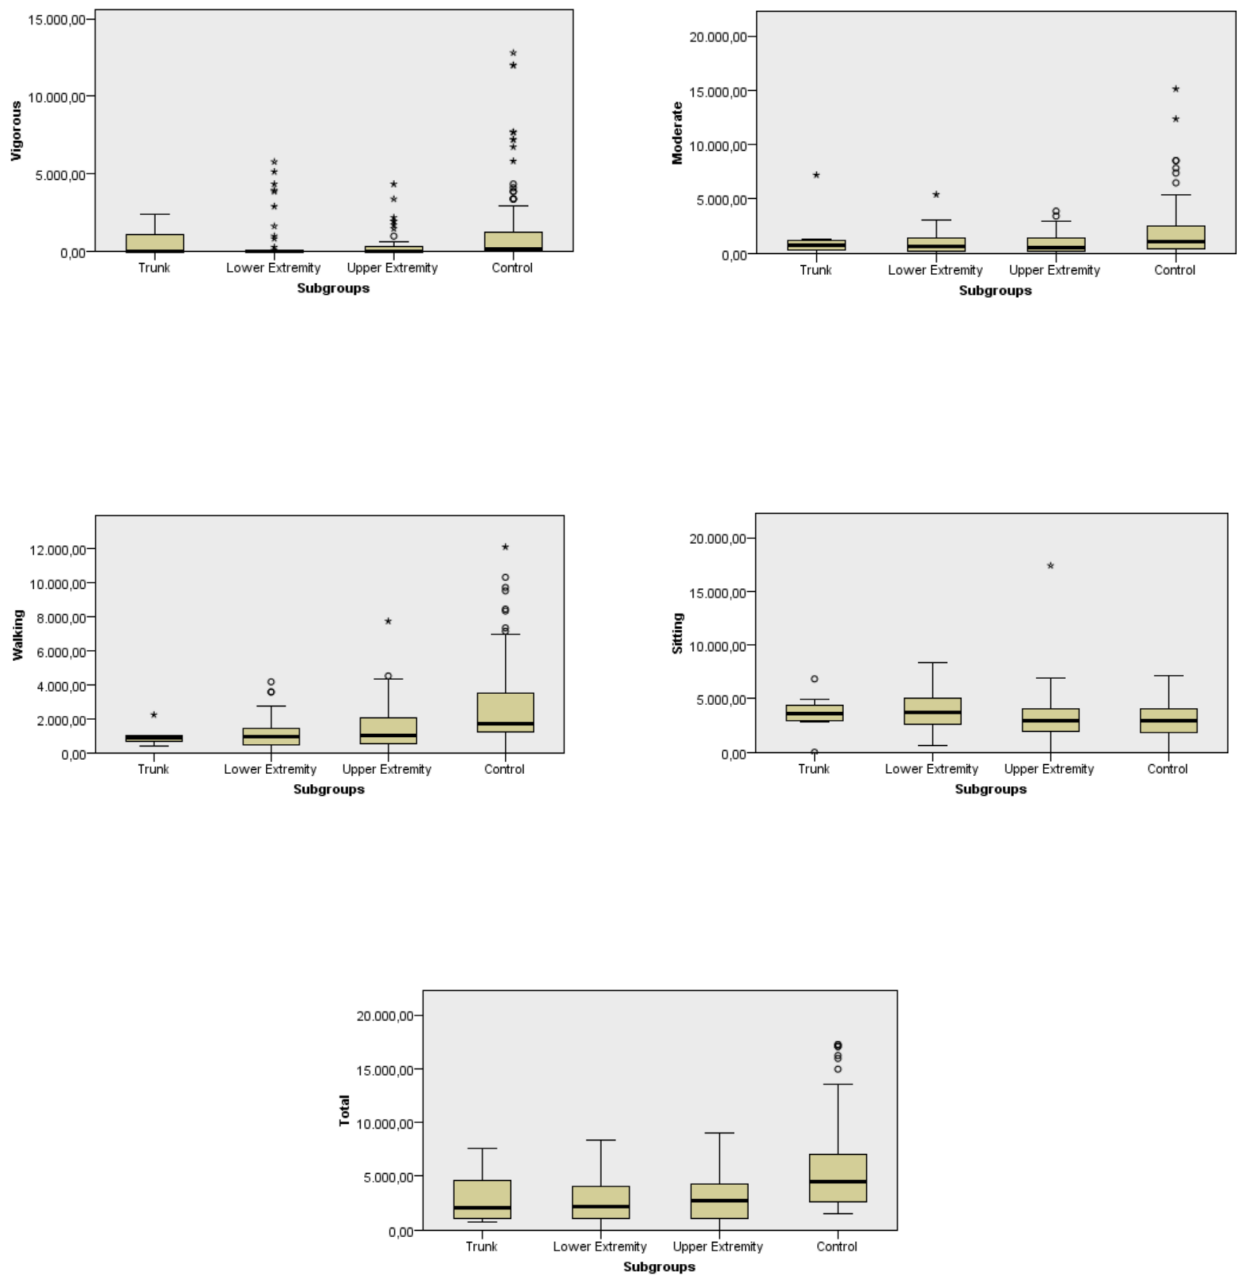 15.000,00
10.000,00
5.000,00
0,00
Vigorous
Trunk Lower Extremity Upper Extremity Control
Subgroups
20.000,00
15.000,00
10.000,00
5.000,00
0,00
Moderate
Trunk Lower Extremity Upper Extremity Control
Subgroups
12.000,00
10.000,00
8.000,00
6.000,00
4.000,00
2.000,00
0,00
Walking
Trunk Lower Extremity Upper Extremity Control
Subgroups
20.000,00
15.000,00
10.000,00
5.000,00
0,00
Sitting
Trunk Lower Extremity Upper Extremity Control
Subgroups
20.000,00
15.000,00
10.000,00
5.000,00
0,00
Total
Trunk Lower Extremity Upper Extremity Control
Subgroups